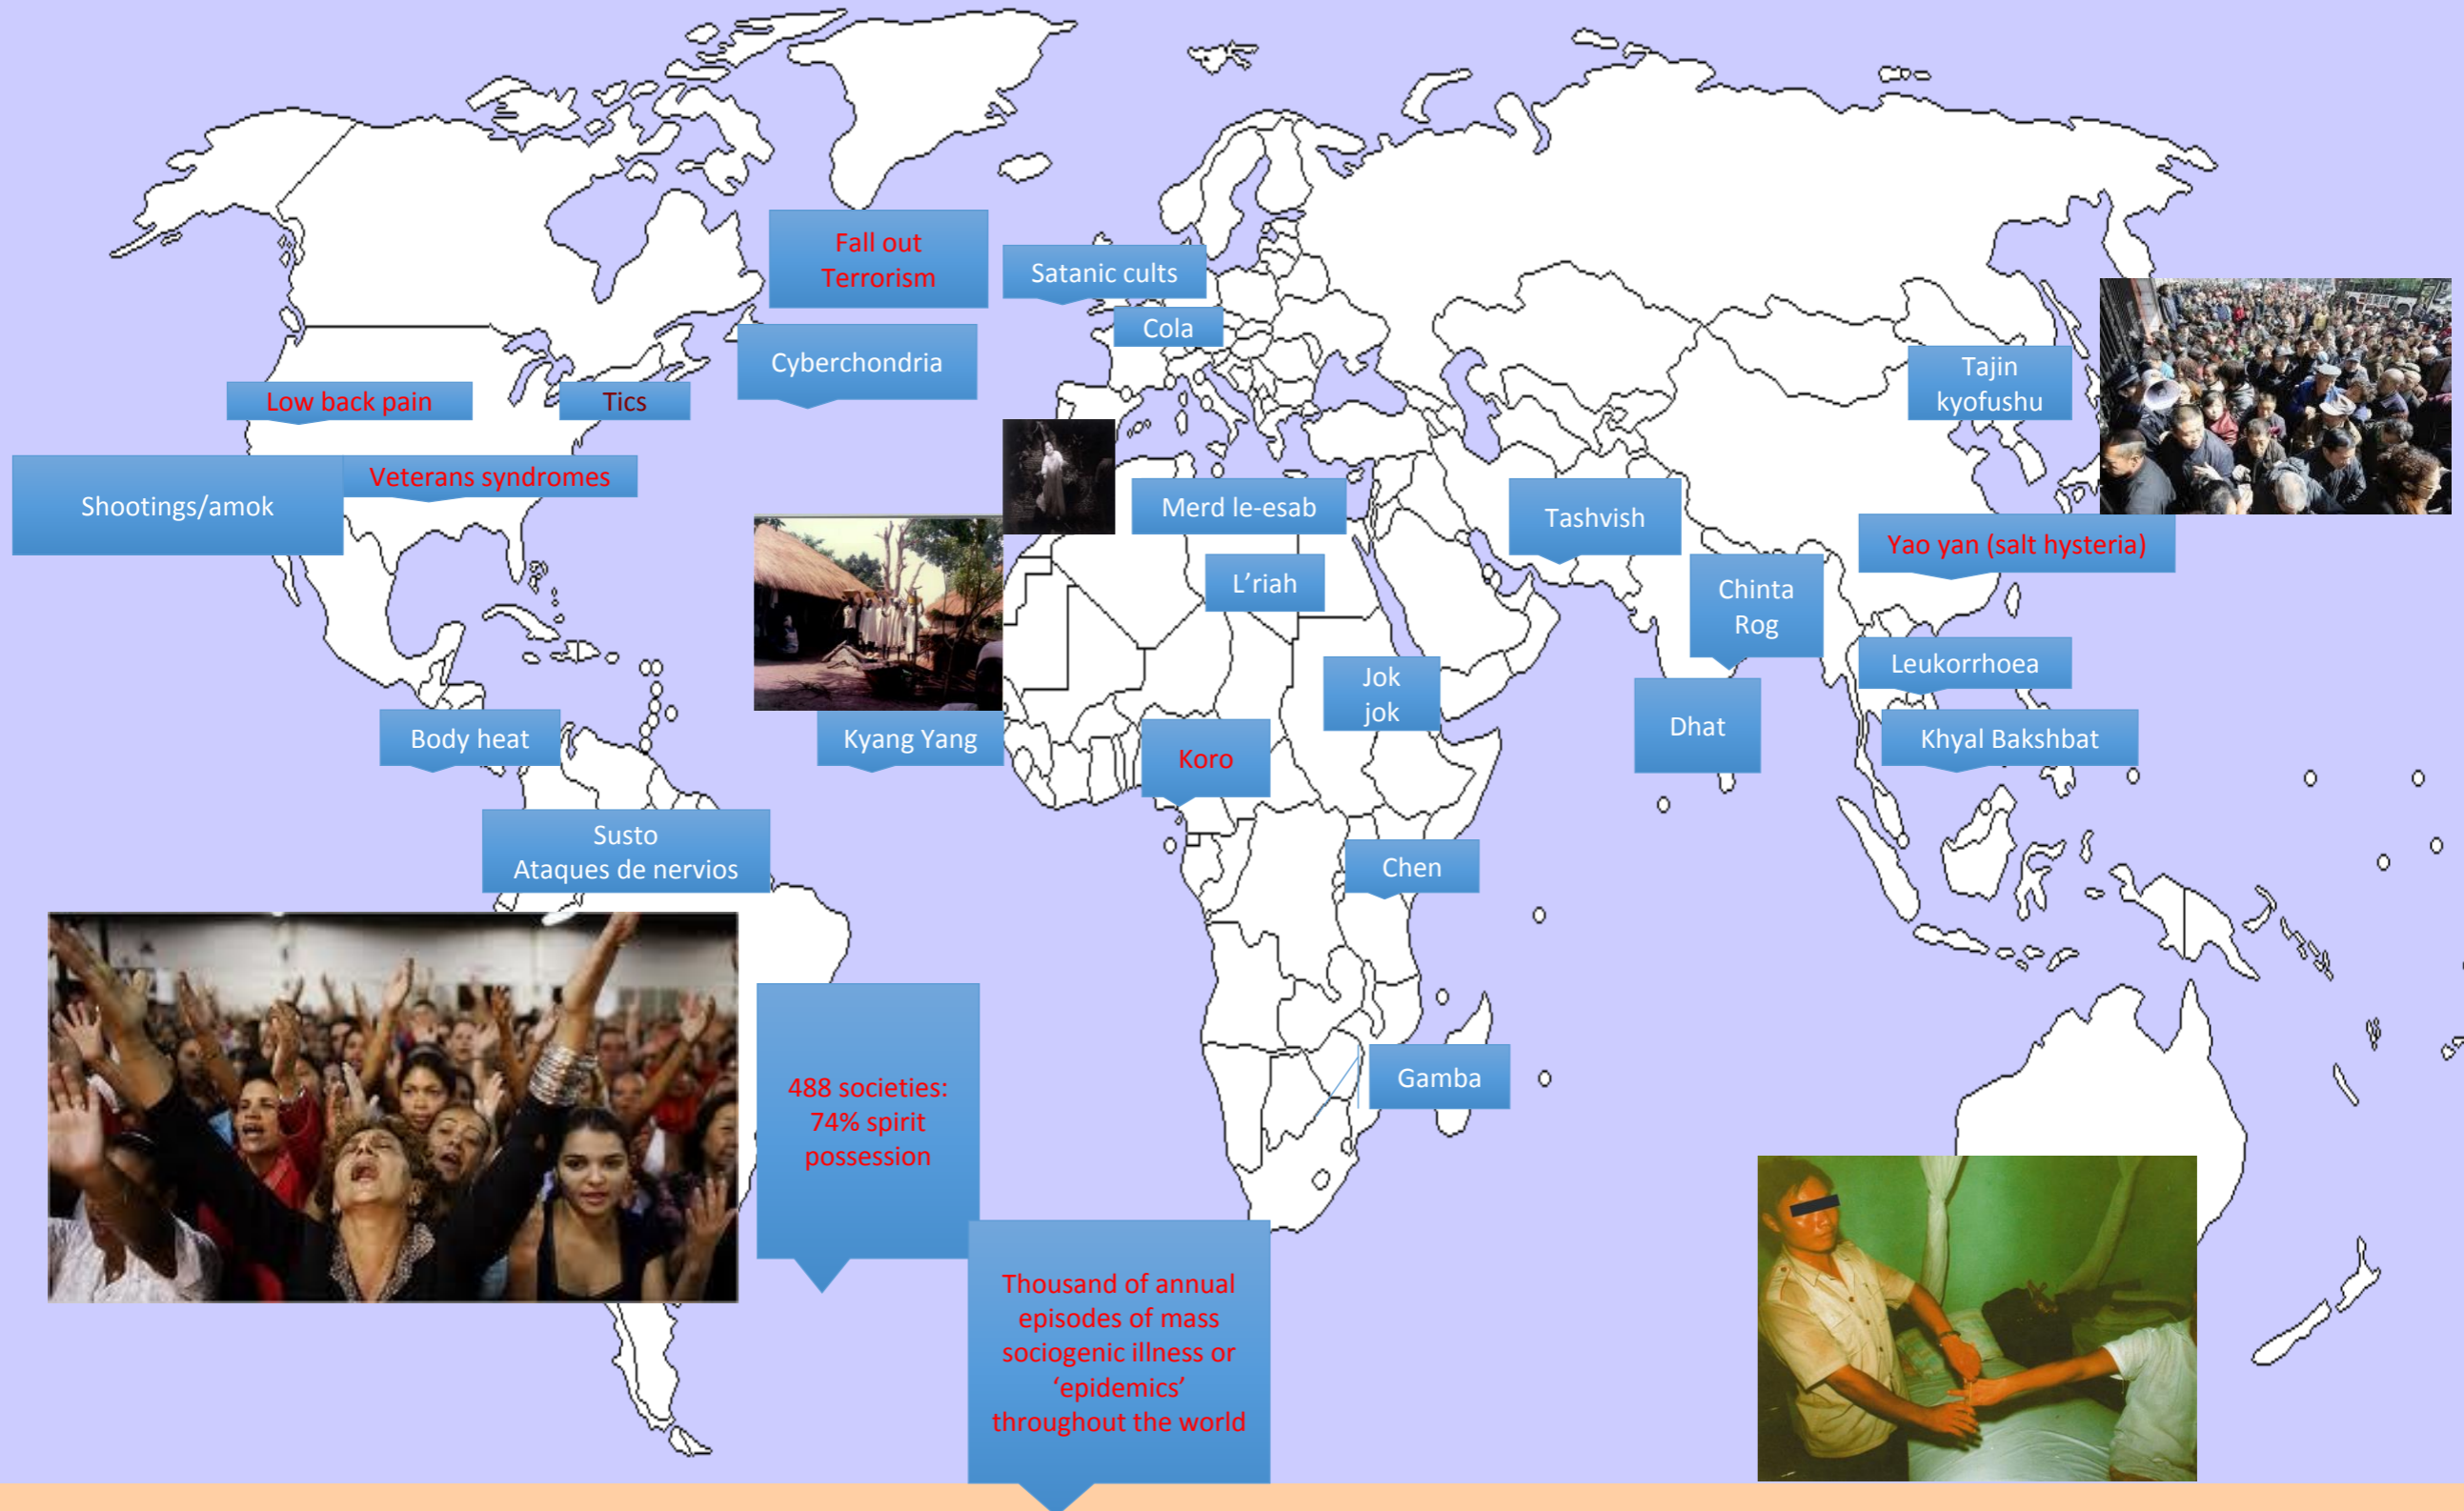 Fall out
Terrorism
Satanic cults
Cola
Cyberchondria
Tajin
kyofushu
Low back pain
Tics
Veterans syndromes
Shootings/amok
Merd le-esab
Tashvish
Yao yan (salt hysteria)
L'riah
Chinta
Rog
Leukorrhoea
Jok
jok
Dhat
Khyal Bakshbat
Body heat
Kyang Yang
Koro
Susto
Ataques de nervios
Chen
Gamba
488 societies:
74% spirit
possession
Thousand of annual
episodes of mass
sociogenic illness or
‘epidemics’
throughout the world